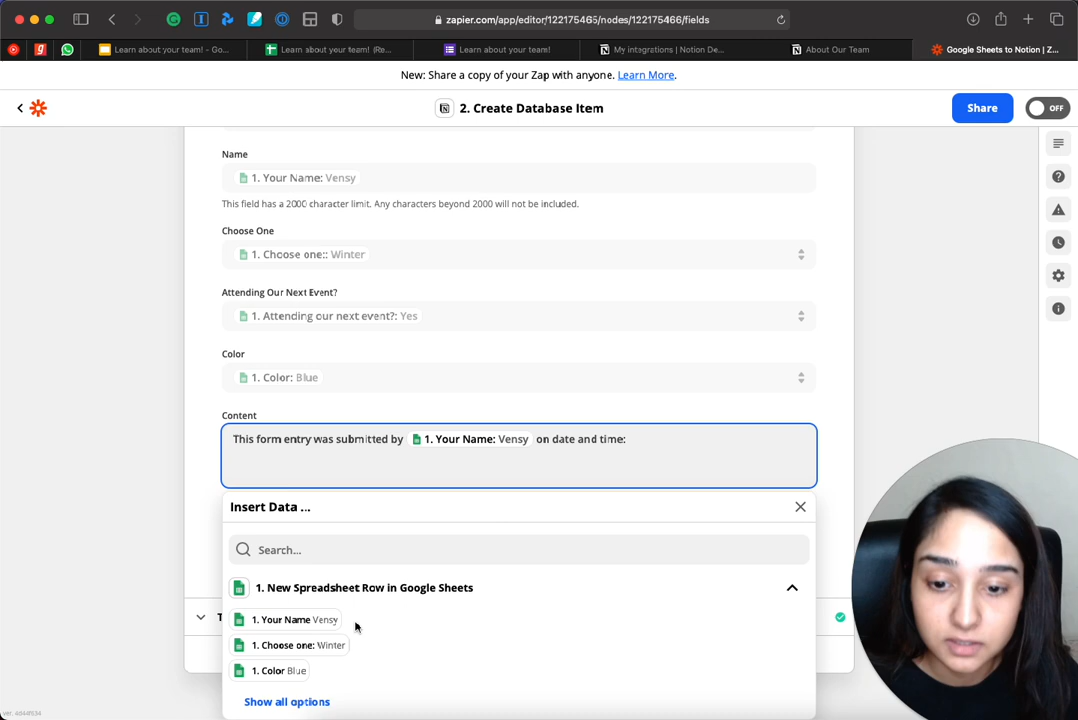 zapier.com/app/editor/122175465/nodes/122175466/fields
Learn about your team! - Go...
Learn about your team! (Re...
Learn about your team!
My integrations | Notion De...
About Our Team
Google Sheets to Notion | Z...
New: Share a copy of your Zap with anyone. Learn More.
2. Create Database Item
Share
OFF
Name
1. Your Name: Vensy
This field has a 2000 character limit. Any characters beyond 2000 will not be included.
Choose One
1. Choose one:: Winter
Attending Our Next Event?
1. Attending our next event?: Yes
Color
1. Color: Blue
Content
This form entry was submitted by 1. Your Name: Vensy on date and time:
Insert Data ...
Search...
1. New Spreadsheet Row in Google Sheets
1. Your Name Vensy
T
1. Choose one: Winter
1. Color Blue
Show all options